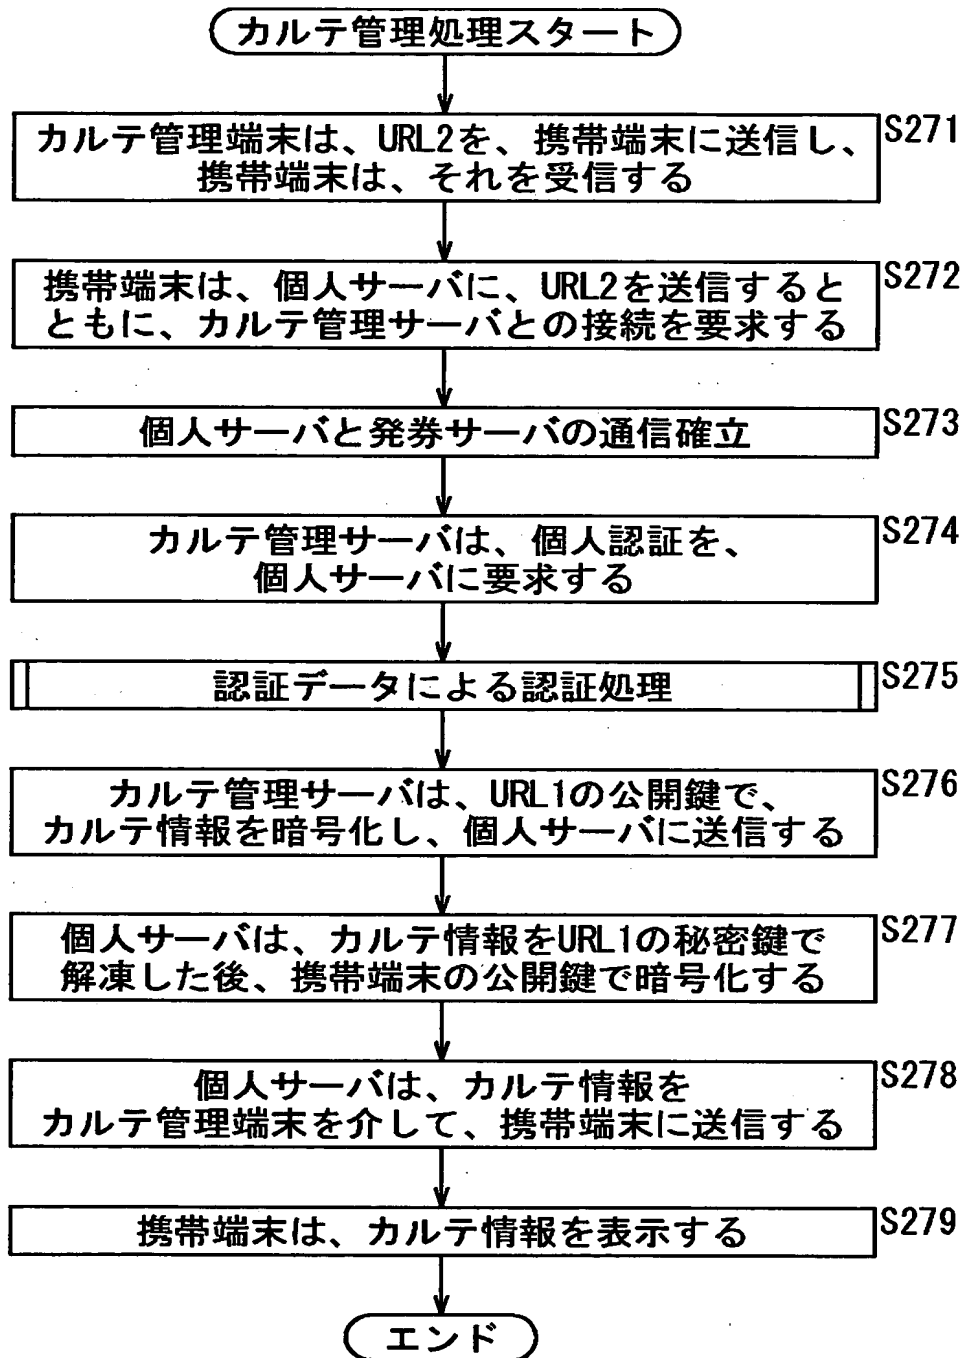 カルテ管理処理スタート
カルテ管理端末は、URL2を、携帯端末に送信し、
携帯端末は、それを受信する
S271
携帯端末は、個人サーバに、URL2を送信すると
ともに、カルテ管理サーバとの接続を要求する
S272
個人サーバと発券サーバの通信確立
S273
カルテ管理サーバは、個人認証を、
個人サーバに要求する
S274
認証データによる認証処理
S275
カルテ管理サーバは、URL1の公開鍵で、
カルテ情報を暗号化し、個人サーバに送信する
S276
個人サーバは、カルテ情報をURL1の秘密鍵で
解凍した後、携帯端末の公開鍵で暗号化する
S277
個人サーバは、カルテ情報を
カルテ管理端末を介して、携帯端末に送信する
S278
携帯端末は、カルテ情報を表示する
S279
エンド